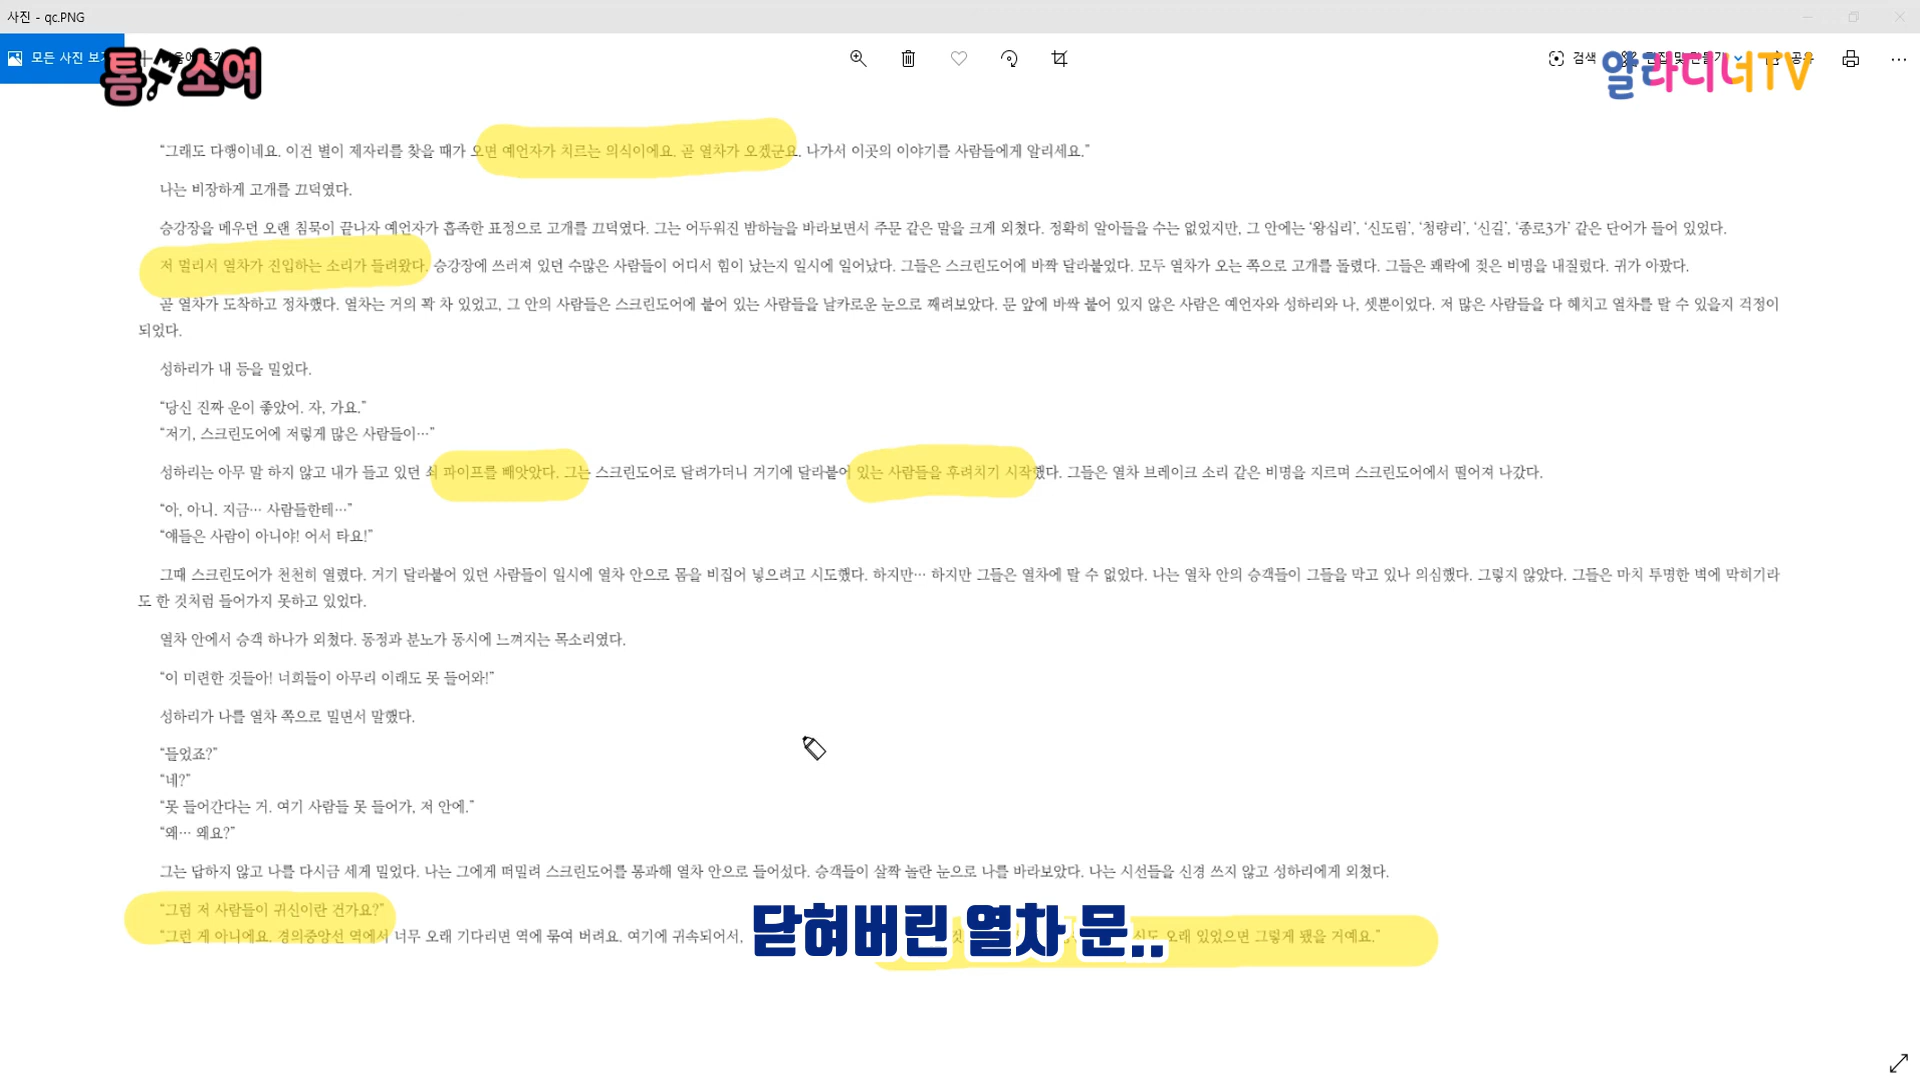 사진 - qc.PNG
모든 사진 보기
톰 소여
검색
편집 및 만들기
공유
알라디너TV
“그래도 다행이네요. 이건 별이 제자리를 찾을 때가 오면 예언자가 치르는 의식이에요. 곧 열차가 오겠군요. 나가서 이곳의 이야기를 사람들에게 알리세요.”
나는 비장하게 고개를 끄덕였다.
승강장을 메우던 오랜 침묵이 끝나자 예언자가 흡족한 표정으로 고개를 끄덕였다. 그는 어두워진 밤하늘을 바라보면서 주문 같은 말을 크게 외쳤다. 정확히 알아들을 수는 없었지만, 그 안에는 ‘왕십리’, ‘신도림’, ‘청량리’, ‘신길’, ‘종로3가’ 같은 단어가 들어 있었다.
저 멀리서 열차가 진입하는 소리가 들려왔다. 승강장에 쓰러져 있던 수많은 사람들이 어디서 힘이 났는지 일시에 일어났다. 그들은 스크린도어에 바짝 달라붙었다. 모두 열차가 오는 쪽으로 고개를 돌렸다. 그들은 쾌락에 젖은 비명을 내질렀다. 귀가 아팠다.
곧 열차가 도착하고 정차했다. 열차는 거의 꽉 차 있었고, 그 안의 사람들은 스크린도어에 붙어 있는 사람들을 날카로운 눈으로 째려보았다. 문 앞에 바싹 붙어 있지 않은 사람은 예언자와 성하리와 나, 셋뿐이었다. 저 많은 사람들을 다 헤치고 열차를 탈 수 있을지 걱정이
되었다.
성하리가 내 등을 밀었다.
“당신 진짜 운이 좋았어. 자, 가요.”
“저기, 스크린도어에 저렇게 많은 사람들이…”
성하리는 아무 말 하지 않고 내가 들고 있던 쇠 파이프를 빼앗았다. 그는 스크린도어로 달려가더니 거기에 달라붙어 있는 사람들을 후려치기 시작했다. 그들은 열차 브레이크 소리 같은 비명을 지르며 스크린도어에서 떨어져 나갔다.
“아, 아니. 지금… 사람들한테…”
“얘들은 사람이 아니야! 어서 타요!”
그때 스크린도어가 천천히 열렸다. 거기 달라붙어 있던 사람들이 일시에 열차 안으로 몸을 비집어 넣으려고 시도했다. 하지만… 하지만 그들은 열차에 탈 수 없었다. 나는 열차 안의 승객들이 그들을 막고 있나 의심했다. 그렇지 않았다. 그들은 마치 투명한 벽에 막히기라
도 한 것처럼 들어가지 못하고 있었다.
열차 안에서 승객 하나가 외쳤다. 동정과 분노가 동시에 느껴지는 목소리였다.
“이 미련한 것들아! 너희들이 아무리 이래도 못 들어와!”
성하리가 나를 열차 쪽으로 밀면서 말했다.
“들었죠?”
“네?”
“못 들어간다는 거. 여기 사람들 못 들어가, 저 안에.”
“왜… 왜요?”
그는 답하지 않고 나를 다시금 세게 밀었다. 나는 그에게 떠밀려 스크린도어를 통과해 열차 안으로 들어섰다. 승객들이 살짝 놀란 눈으로 나를 바라보았다. 나는 시선들을 신경 쓰지 않고 성하리에게 외쳤다.
“그럼 저 사람들이 귀신이란 건가요?”
“그런 게 아니에요. 경의중앙선 역에서 너무 오래 기다리면 역에 묶여 버려요. 여기에 귀속되어서, 신도 오래 있었으면 그렇게 됐을 거예요.”
닫혀버린 열차 문..